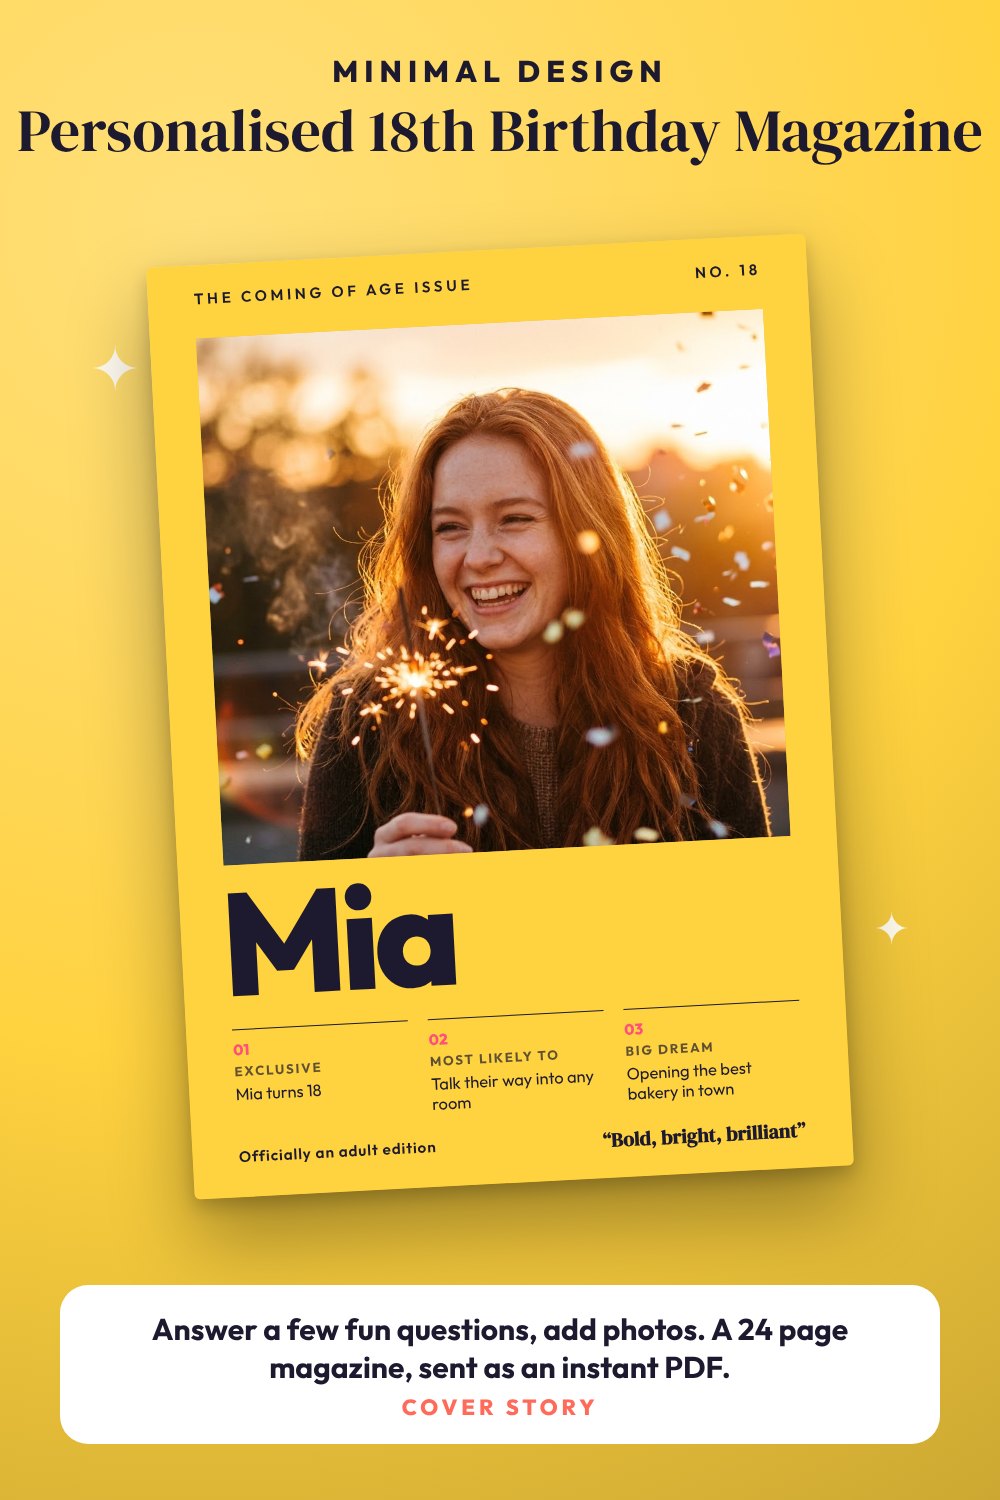 MINIMAL DESIGN
Personalised 18th Birthday Magazine
THE COMING OF AGE ISSUE
NO. 18
Mia
01
EXCLUSIVE
Mia turns 18
02
MOST LIKELY TO
Talk their way into any
room
03
BIG DREAM
Opening the best
bakery in town
Officially an adult edition
“Bold, bright, brilliant”
Answer a few fun questions, add photos. A 24 page
magazine, sent as an instant PDF.
COVER STORY